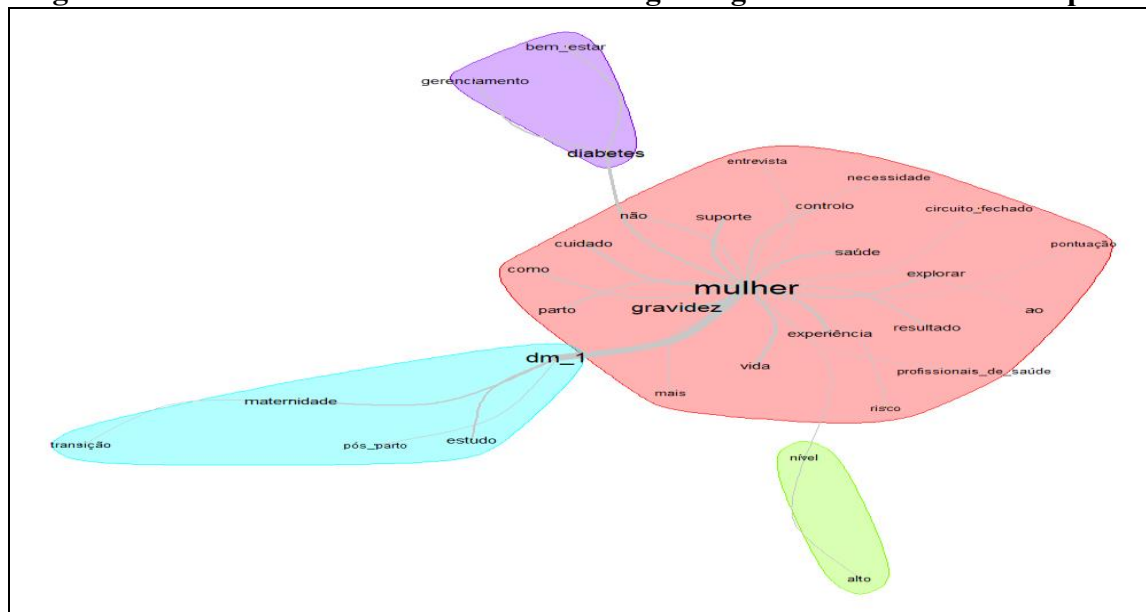 bem_estar
gerenciamento
diabetes
entrevista
necessidade
não
suporte
controlo
circuito_fechado
cuidado
saúde
pontuação
como
explorar
mulher
parto
gravidez
ao
experiência
resultado
dm_1
vida
profissionais_de_saúde
mais
maternidade
risco
transição
pós_parto
estudo
nível
alto